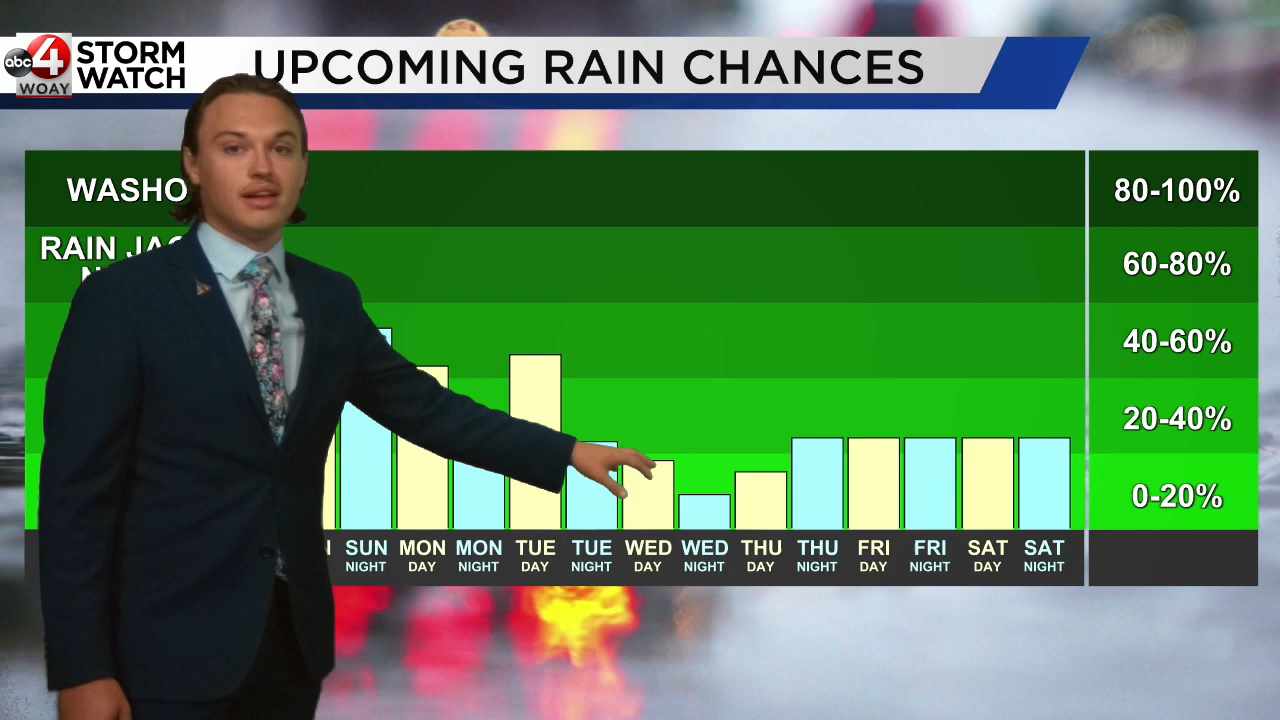 abc 4 WOAY
STORM WATCH
UPCOMING RAIN CHANCES
WASHO
80-100%
RAIN JAC
N
60-80%
40-60%
20-40%
0-20%
SUN NIGHT
MON DAY
MON NIGHT
TUE DAY
TUE NIGHT
WED DAY
WED NIGHT
THU DAY
THU NIGHT
FRI DAY
FRI NIGHT
SAT DAY
SAT NIGHT